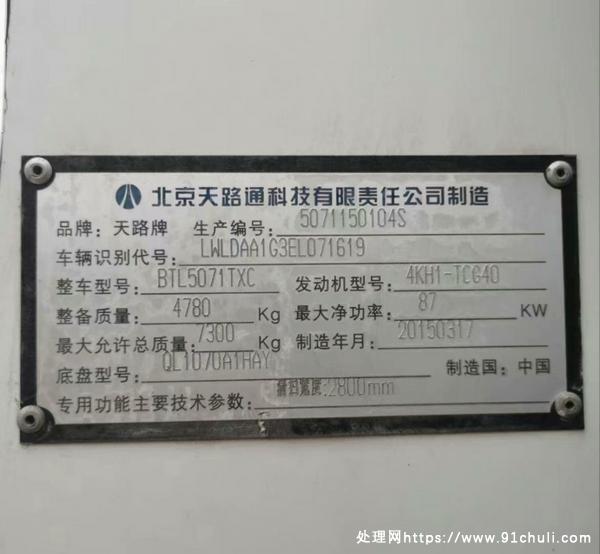 北京天路通科技有限责任公司制造
品牌：天路牌 生产编号：5071150104S
车辆识别代号：LWLDAA1G3EL071619
整车型号：BTL5071TXC 发动机型号：4KH1-TCG40
整备质量：4780 Kg 最大净功率：87 KW
最大允许总质量：7300 Kg 制造年月：20150317
底盘型号：QL1070A1HAY 制造国：中国
专用功能主要技术参数：宽度:2800mm
处理网https://www.91chuli.com/